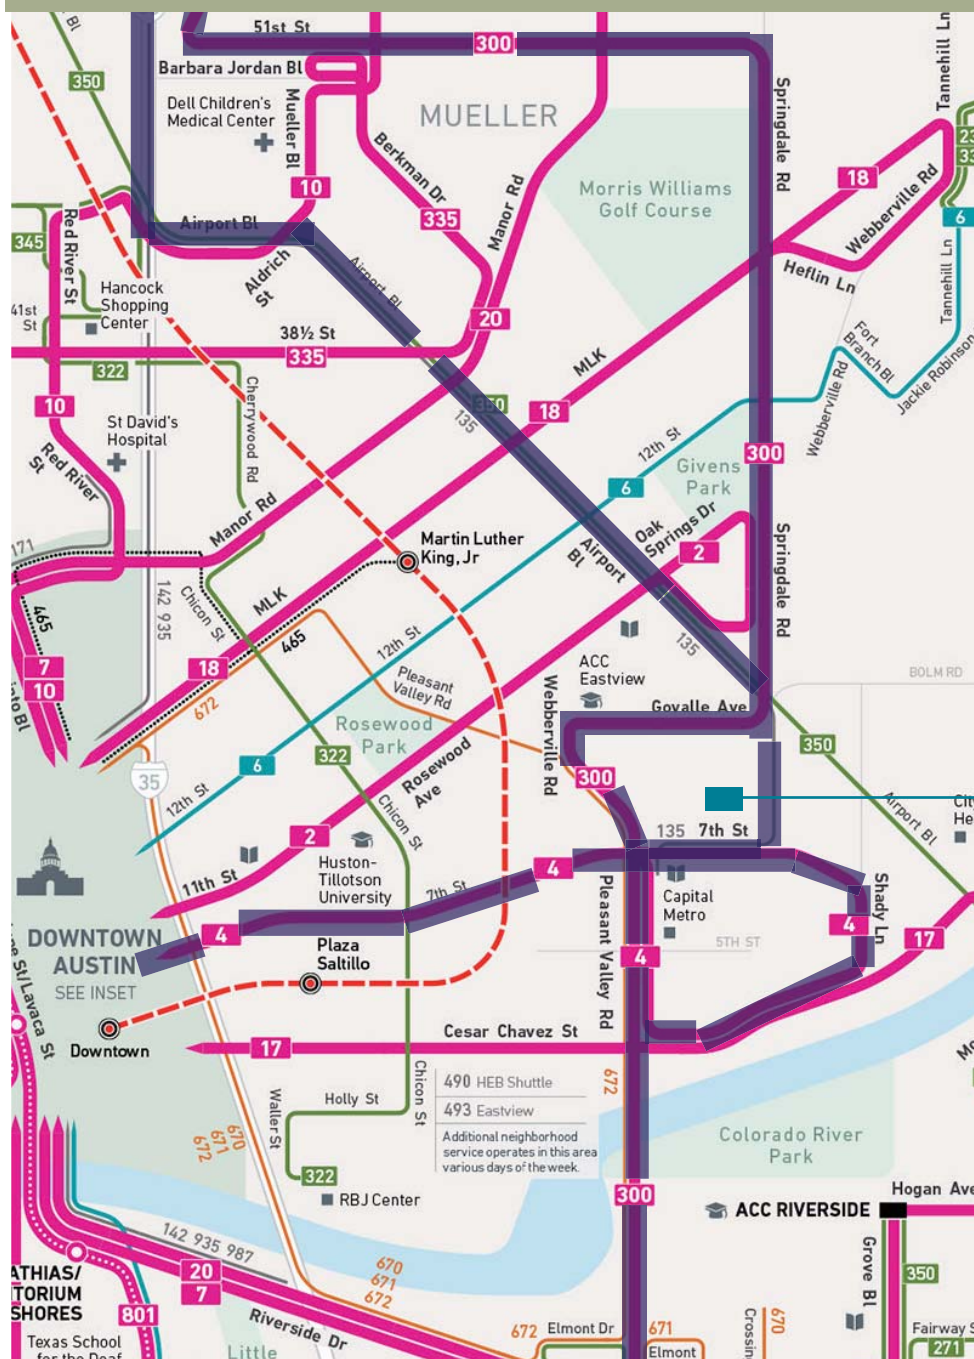 51st St
300
350
Bl
Barbara Jordan Bl
Dell Children's
Medical Center
Mueller Bl
MUELLER
Berkman Dr
Springdale Rd
Tannehill Ln
Morris Williams
Golf Course
18
Webberville Rd
10
335
Manor Rd
6
Red River St
Airport Bl
345
Aldrich
St
Airport Bl
Heflin Ln
Tannehill Ln
Hancock
Shopping
Center
41st
St
38½ St
335
20
MLK
Fort
Branch Bl
Webberville Rd
Jackie Robinson
322
Cherrywood Rd
350
135
18
10
St David's
Hospital
12th St
300
Givens
Park
Red River
St
6
Manor Rd
Oak
Springs Dr
2
Martin Luther
King, Jr
Airport
Bl
Springdale Rd
171
465
142 935
Chicon St
MLK
465
12th St
135
7
10
18
672
Pleasant
Valley Rd
ACC
Eastview
BOLM RD
Govalle Ave
Webberville Rd
Rosewood
Park
322
350
35
6
12th St
Rosewood
Ave
300
Airport Bl
Chicon St
135 7th St
2
Huston-
Tillotson
University
11th St
4
7th St
Pleasant Valley Rd
Capital
Metro
Shady Ln
4
17
DOWNTOWN
AUSTIN
SEE INSET
4
Plaza
Saltillo
4
5TH ST
Downtown
17
Cesar Chavez St
Chicon St
490 HEB Shuttle
493 Eastview
Additional neighborhood
service operates in this area
various days of the week.
672
Holly St
Waller St
Colorado River
Park
670
671
672
322
RBJ Center
300
ACC RIVERSIDE
Hogan Ave
142 935 987
670
671
672
Grove Bl
350
20
7
801
Riverside Dr
Texas School
672
Elmont Dr
671
Elmont
670
Fairway S
271
Little